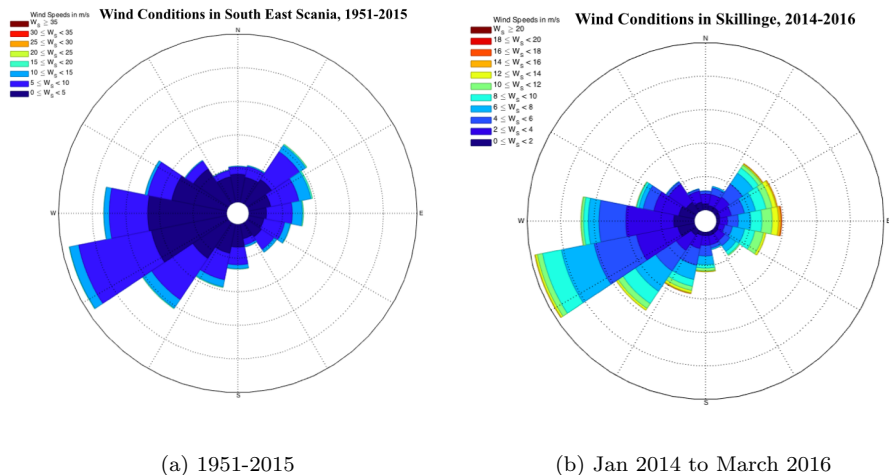 Wind Conditions in South East Scania, 1951-2015
Wind Speeds in m/s
W_S ≥ 35
30 ≤ W_S < 35
25 ≤ W_S < 30
20 ≤ W_S < 25
15 ≤ W_S < 20
10 ≤ W_S < 15
5 ≤ W_S < 10
0 ≤ W_S < 5
N
W
E
S
Wind Conditions in Skillinge, 2014-2016
Wind Speeds in m/s
W_S ≥ 20
18 ≤ W_S < 20
16 ≤ W_S < 18
14 ≤ W_S < 16
12 ≤ W_S < 14
10 ≤ W_S < 12
8 ≤ W_S < 10
6 ≤ W_S < 8
4 ≤ W_S < 6
2 ≤ W_S < 4
0 ≤ W_S < 2
N
W
E
S
(a) 1951-2015
(b) Jan 2014 to March 2016